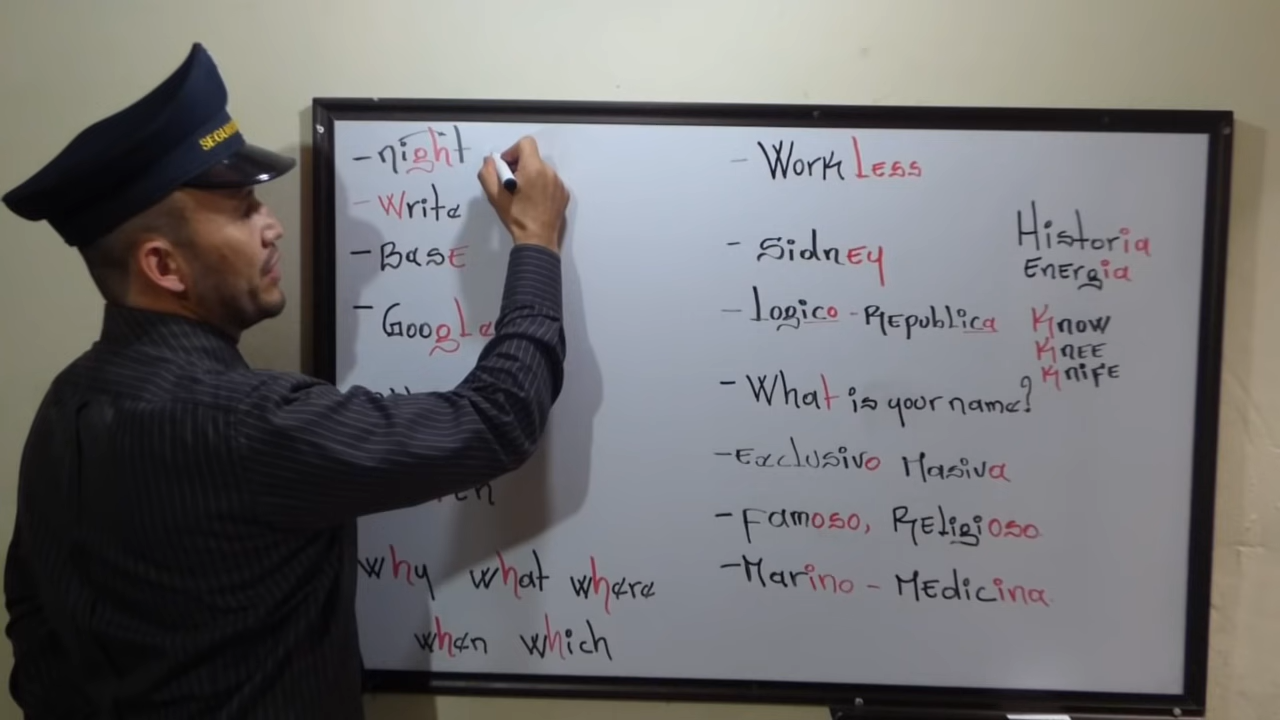 - night
- Write
- BasE
- Google
why what where
when which
- Work Less
- SidnEy
- Logico - REpublica
- What is your name?
- Exclusivo Masiva
- Famoso, RELigioso
- Marino - MEdicina
Historia
EnErgia
Know
KnEE
KnifE